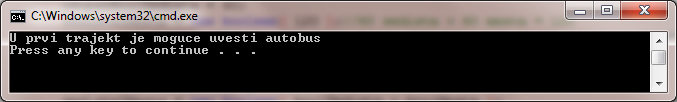 C:\Windows\system32\cmd.exe
U prvi trajekt je moguce uvesti autobus
Press any key to continue . . .